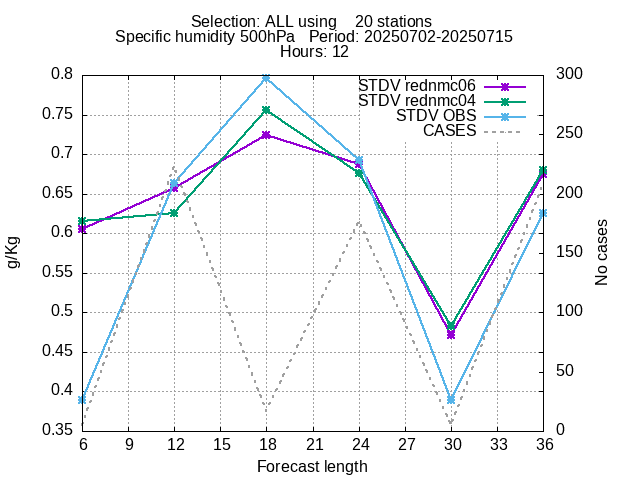 Selection: ALL using    20 stations
Specific humidity 500hPa   Period: 20250702-20250715
Hours: 12
STDV rednmc06
STDV rednmc04
STDV OBS
CASES
0.8
0.75
0.7
0.65
0.6
0.55
0.5
0.45
0.4
0.35
g/Kg
300
250
200
150
100
50
0
No cases
6 9 12 15 18 21 24 27 30 33 36
Forecast length